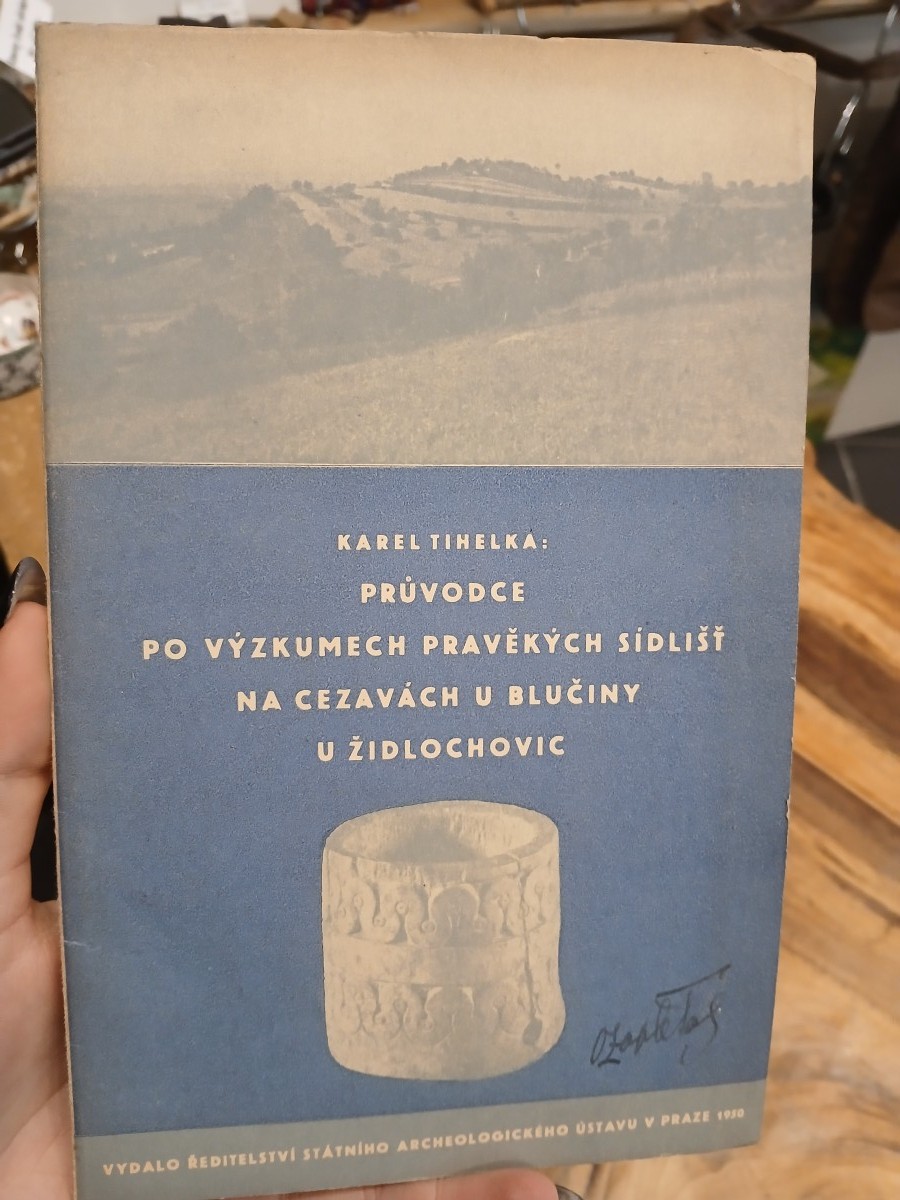 KAREL TIHELKA:
PRŮVODCE
PO VÝZKUMECH PRAVĚKÝCH SÍDLIŠŤ
NA CEZAVÁCH U BLUČINY
U ŽIDLOCHOVIC
VYDALO ŘEDITELSTVÍ STÁTNÍHO ARCHEOLOGICKÉHO ÚSTAVU V PRAZE 1950